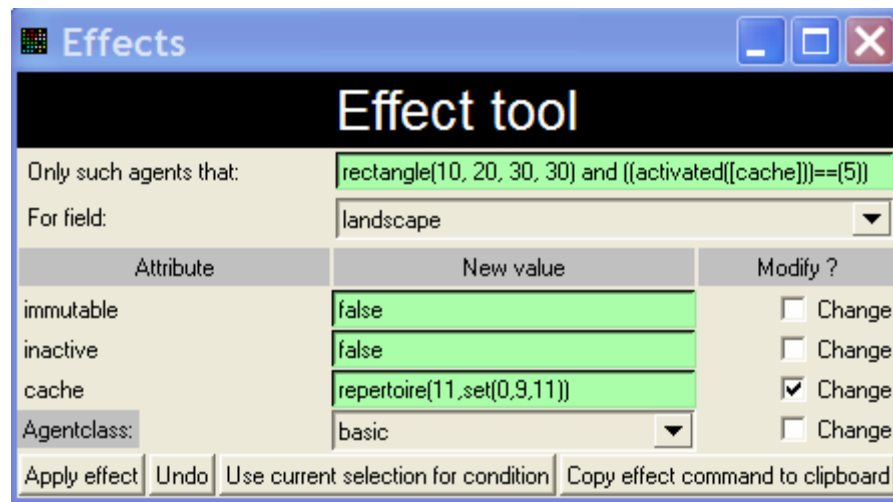 Effects
Effect tool
Only such agents that: rectangle(10, 20, 30, 30) and ((activated([cache]))==(5))
For field: landscape
Attribute New value Modify ?
immutable false Change
inactive false Change
cache repertoire(11,set(0,9,11)) Change
Agentclass: basic Change
Apply effect Undo Use current selection for condition Copy effect command to clipboard